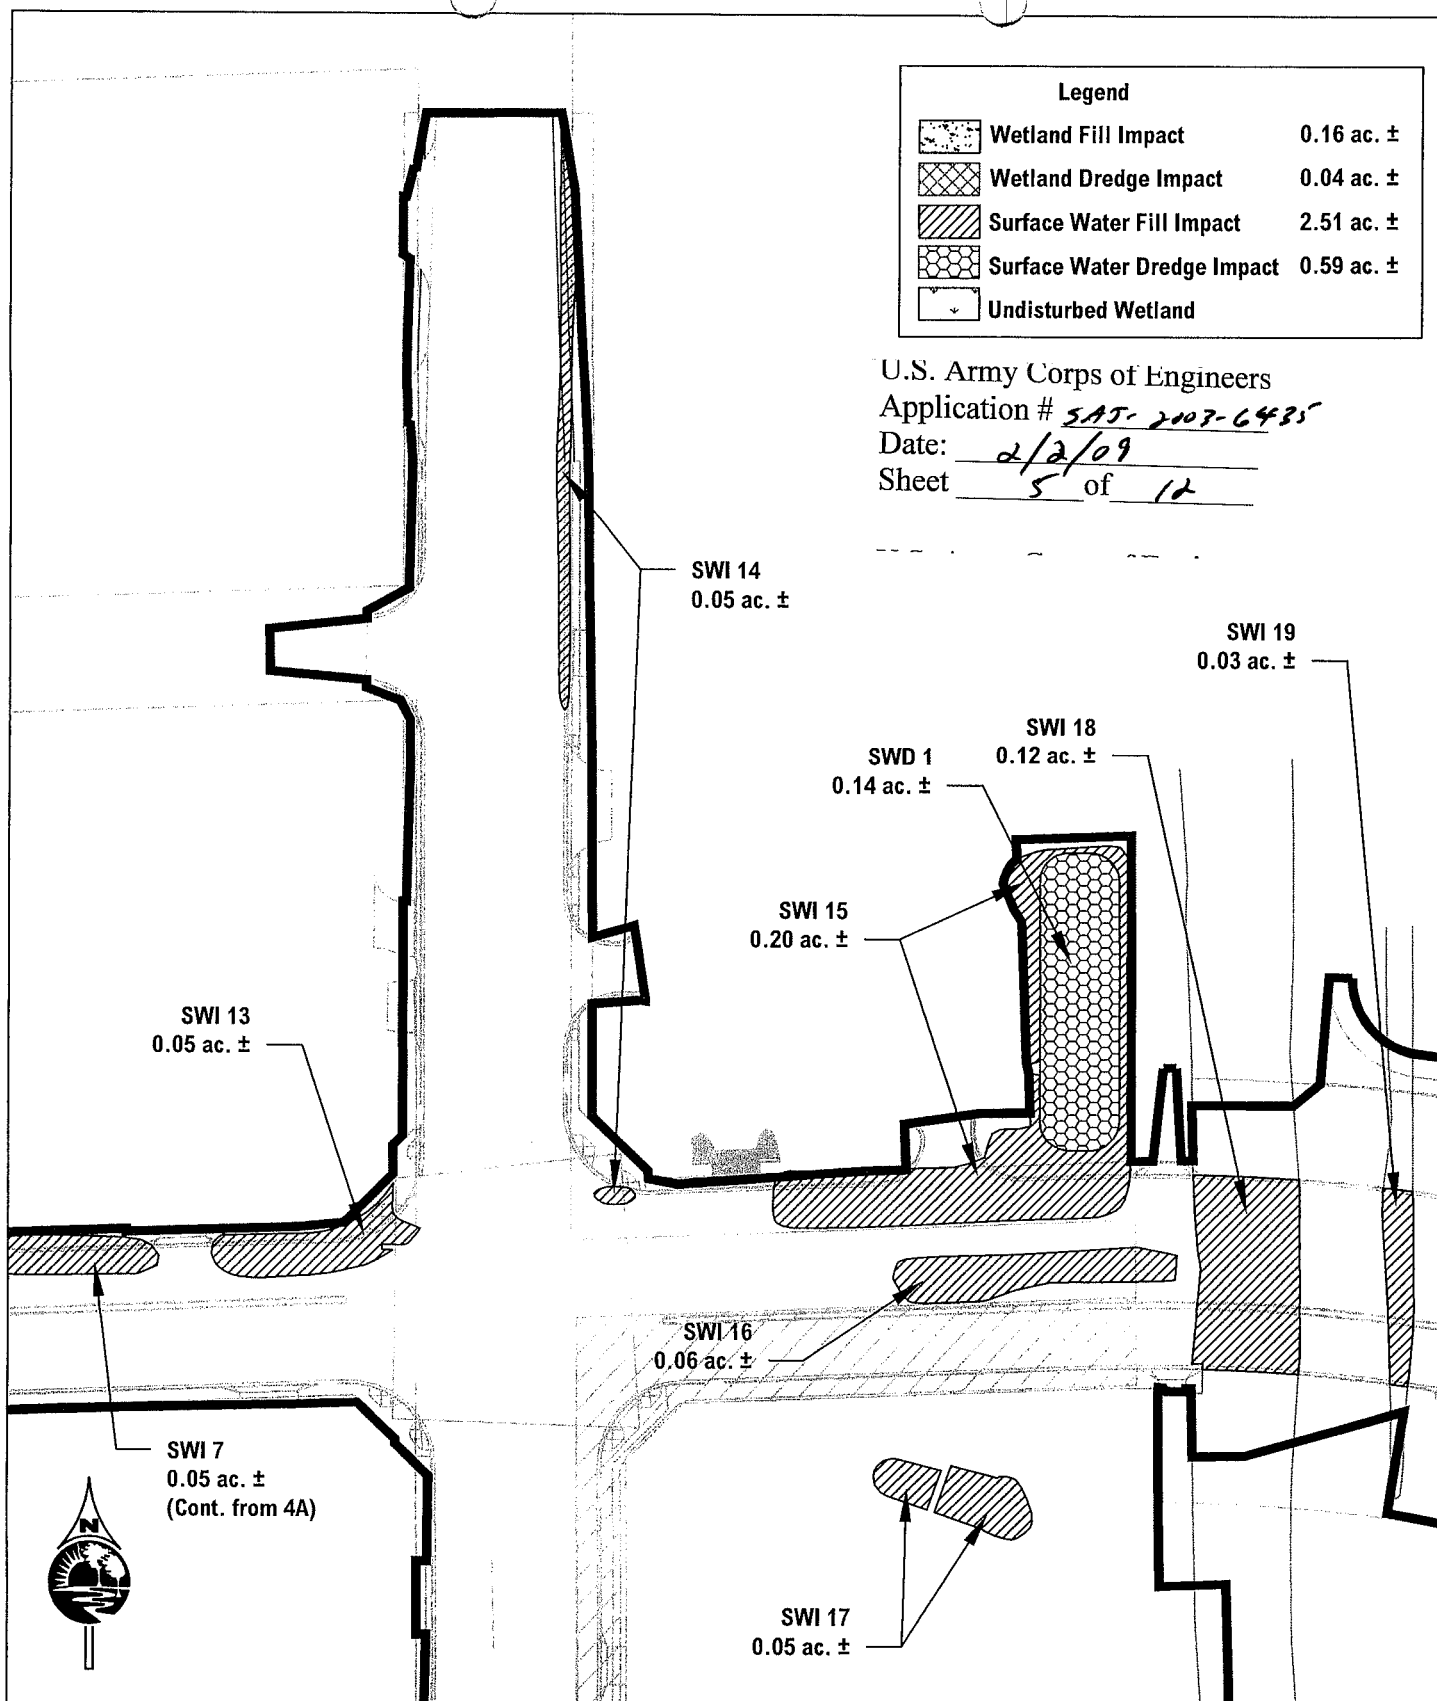 Legend
Wetland Fill Impact 0.16 ac. ±
Wetland Dredge Impact 0.04 ac. ±
Surface Water Fill Impact 2.51 ac. ±
Surface Water Dredge Impact 0.59 ac. ±
Undisturbed Wetland
U.S. Army Corps of Engineers
Application # SAJ-2003-6435
Date: 2/2/09
Sheet 5 of 12
SWI 14
0.05 ac. ±
SWI 19
0.03 ac. ±
SWI 18
0.12 ac. ±
SWD 1
0.14 ac. ±
SWI 15
0.20 ac. ±
SWI 13
0.05 ac. ±
SWI 16
0.06 ac. ±
SWI 7
0.05 ac. ±
(Cont. from 4A)
N
SWI 17
0.05 ac. ±